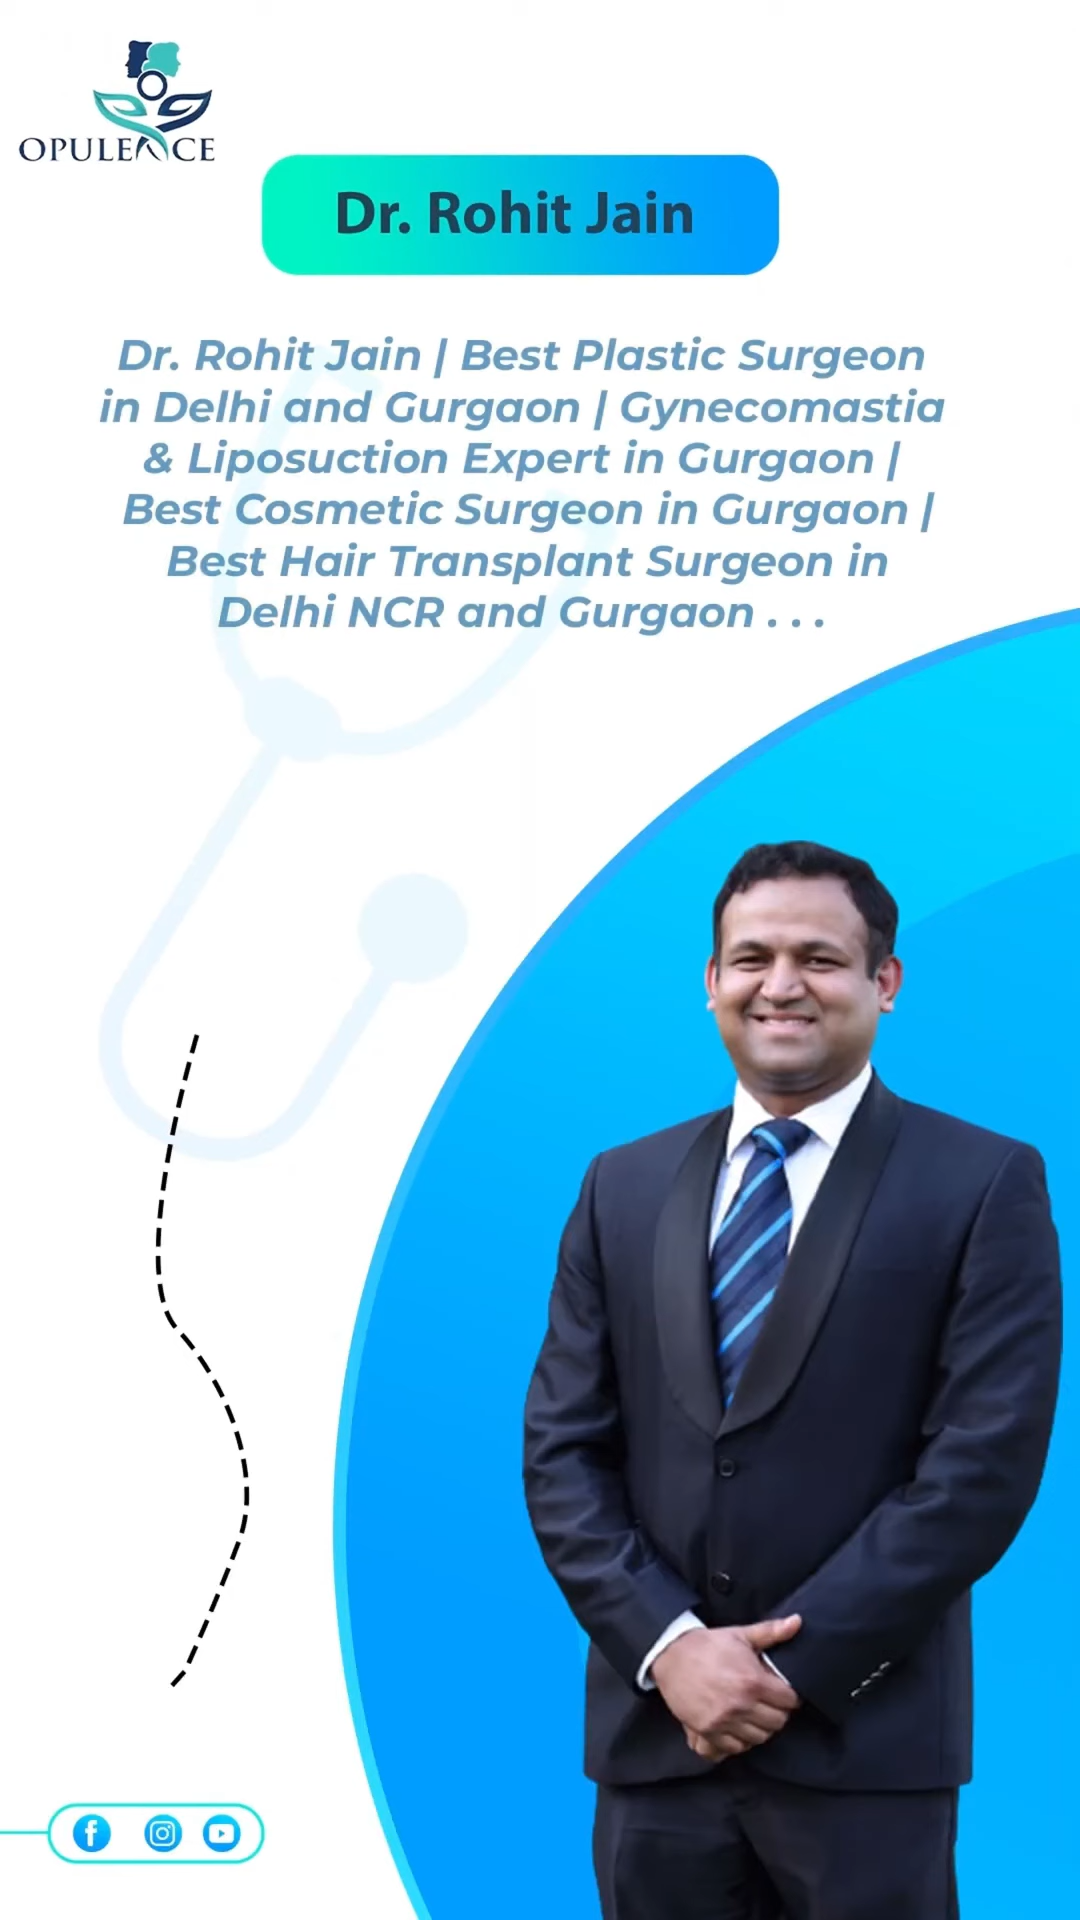 OPULENCE
Dr. Rohit Jain
Dr. Rohit Jain | Best Plastic Surgeon
in Delhi and Gurgaon | Gynecomastia
& Liposuction Expert in Gurgaon |
Best Cosmetic Surgeon in Gurgaon |
Best Hair Transplant Surgeon in
Delhi NCR and Gurgaon . . .